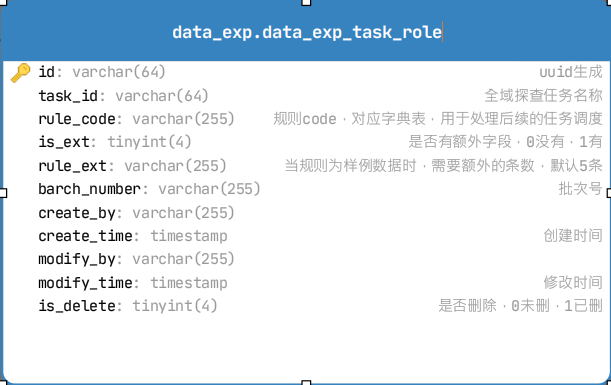 data_exp.data_exp_task_role
id: varchar(64) uuid生成
task_id: varchar(64) 全域探查任务名称
rule_code: varchar(255) 规则code·对应字典表·用于处理后续的任务调度
is_ext: tinyint(4) 是否有额外字段·0没有·1有
rule_ext: varchar(255) 当规则为样例数据时·需要额外的条数·默认5条
barch_number: varchar(255) 批次号
create_by: varchar(255)
create_time: timestamp 创建时间
modify_by: varchar(255)
modify_time: timestamp 修改时间
is_delete: tinyint(4) 是否删除·0未删·1已删